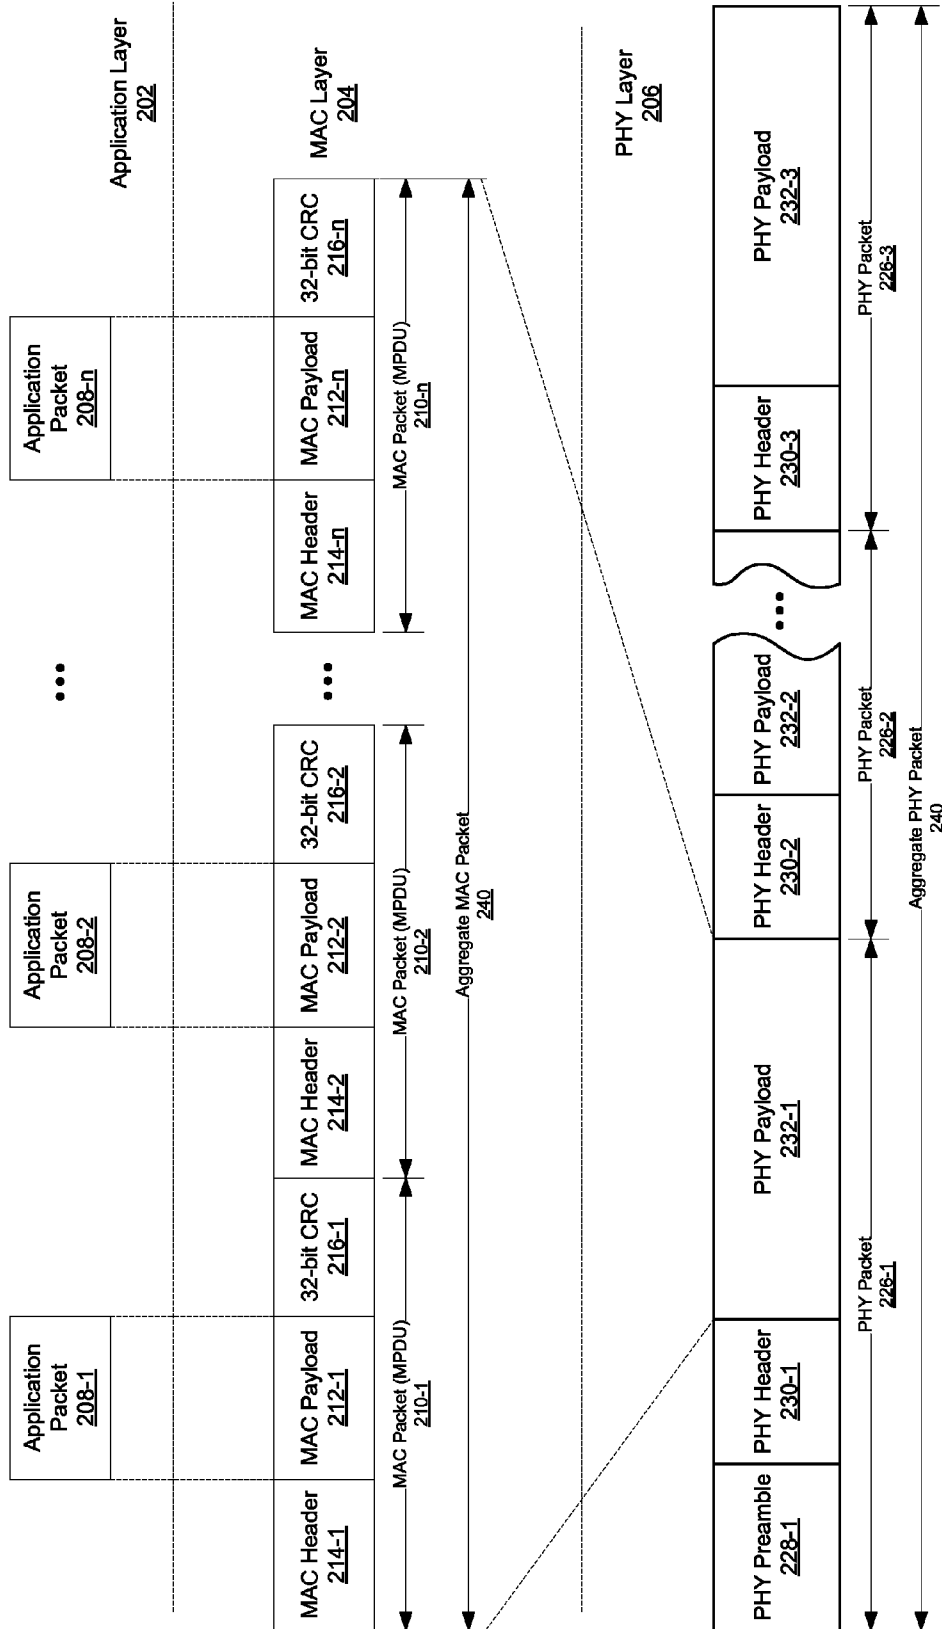 Application
Packet
208-1
Application
Packet
208-2
•••
Application
Packet
208-n
Application Layer
202
MAC Header
214-1
MAC Payload
212-1
32-bit CRC
216-1
MAC Header
214-2
MAC Payload
212-2
32-bit CRC
216-2
•••
MAC Header
214-n
MAC Payload
212-n
32-bit CRC
216-n
MAC Layer
204
MAC Packet (MPDU)
210-1
MAC Packet (MPDU)
210-2
MAC Packet (MPDU)
210-n
Aggregate MAC Packet
240
PHY Layer
206
PHY Preamble
228-1
PHY Header
230-1
PHY Payload
232-1
PHY Header
230-2
PHY Payload
232-2
•••
PHY Header
230-3
PHY Payload
232-3
PHY Packet
226-1
PHY Packet
226-2
PHY Packet
226-3
Aggregate PHY Packet
240